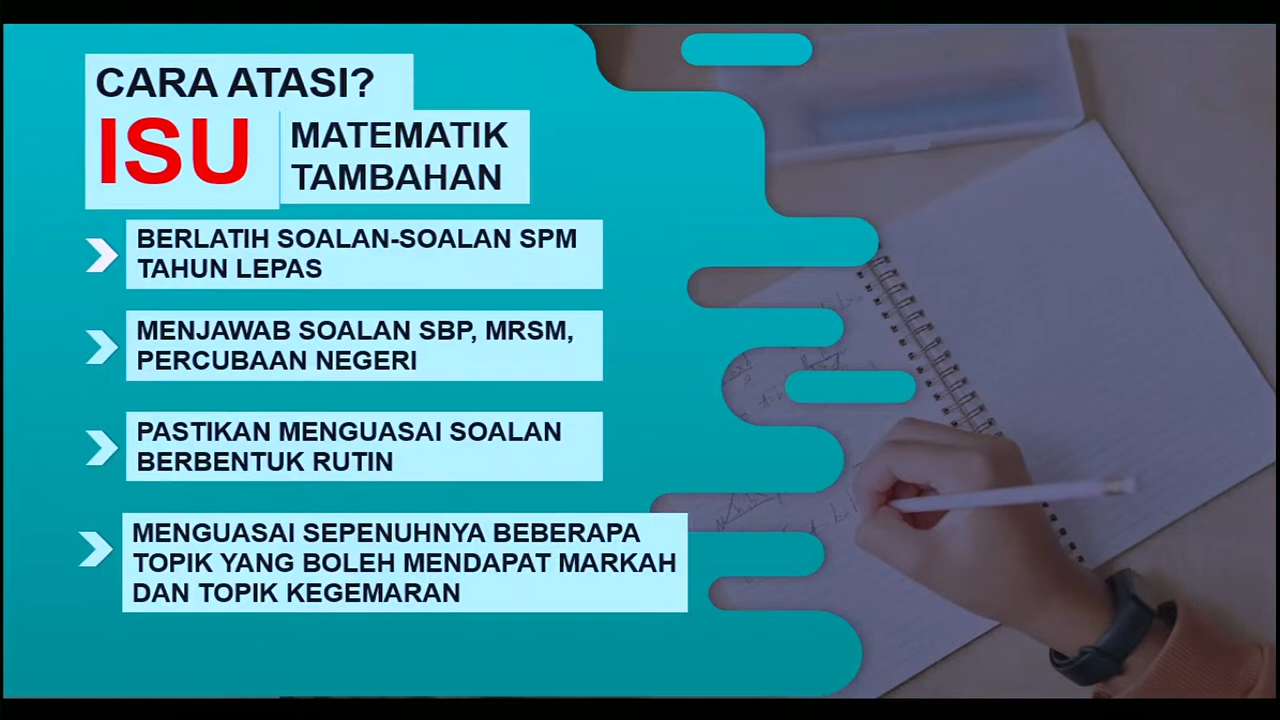 CARA ATASI?
ISU
MATEMATIK
TAMBAHAN
BERLATIH SOALAN-SOALAN SPM
TAHUN LEPAS
MENJAWAB SOALAN SBP, MRSM,
PERCUBAAN NEGERI
PASTIKAN MENGUASAI SOALAN
BERBENTUK RUTIN
MENGUASAI SEPENUHNYA BEBERAPA
TOPIK YANG BOLEH MENDAPAT MARKAH
DAN TOPIK KEGEMARAN